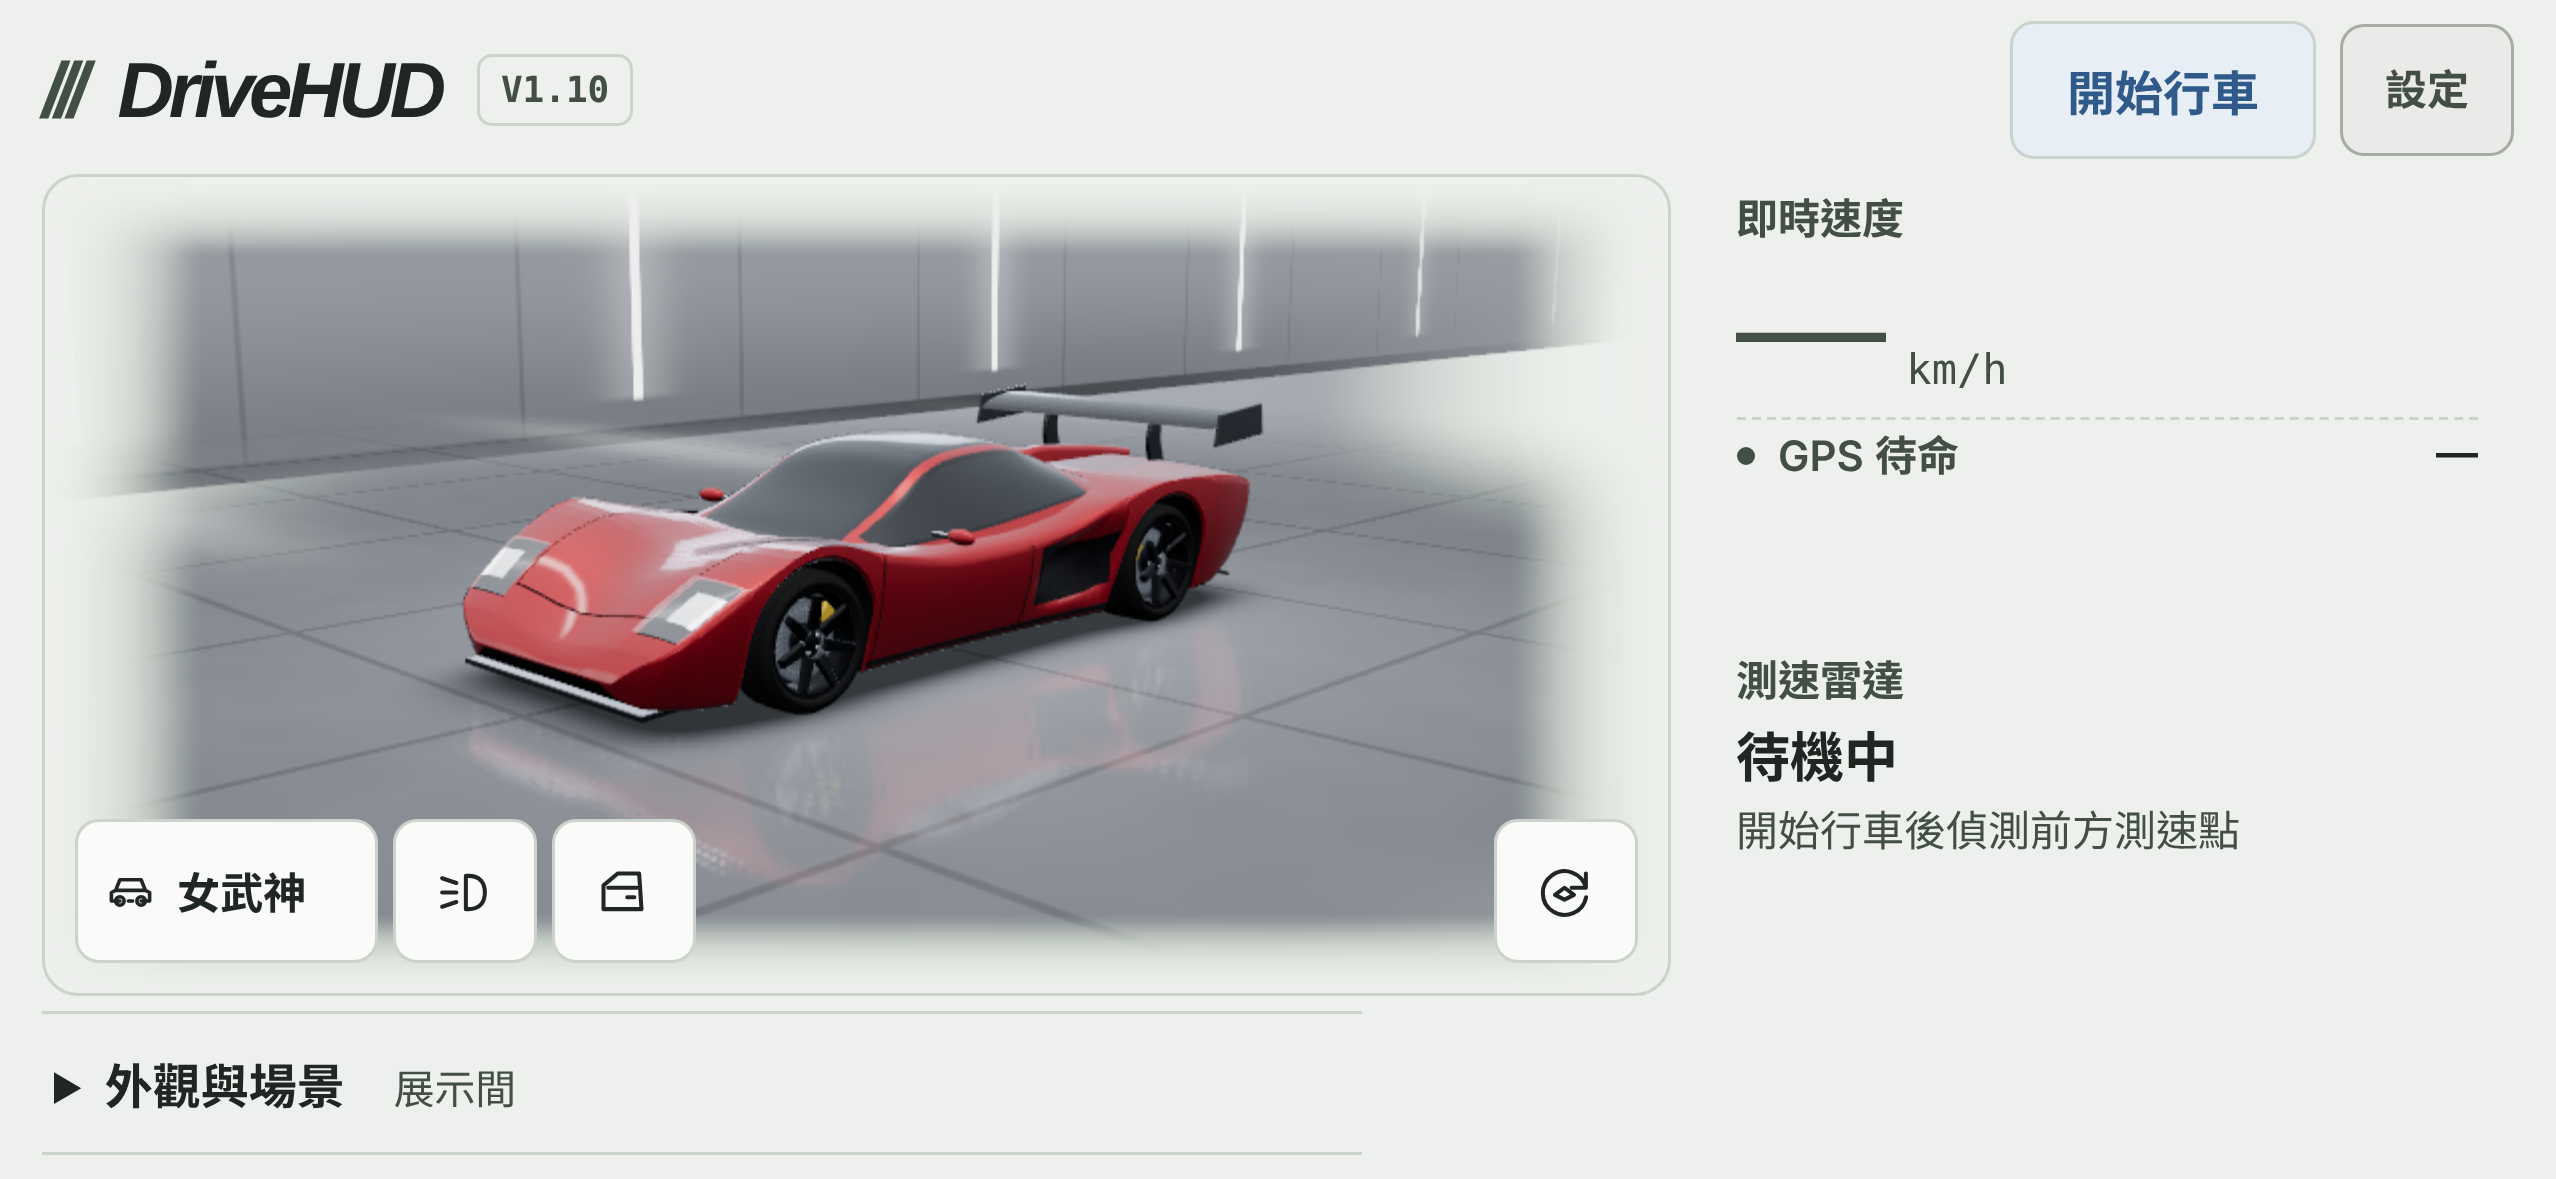 DriveHUD V1.10 開始行車 設定
即時速度
— km/h
GPS 待命 —
測速雷達
待機中
開始行車後偵測前方測速點
女武神
外觀與場景 展示間